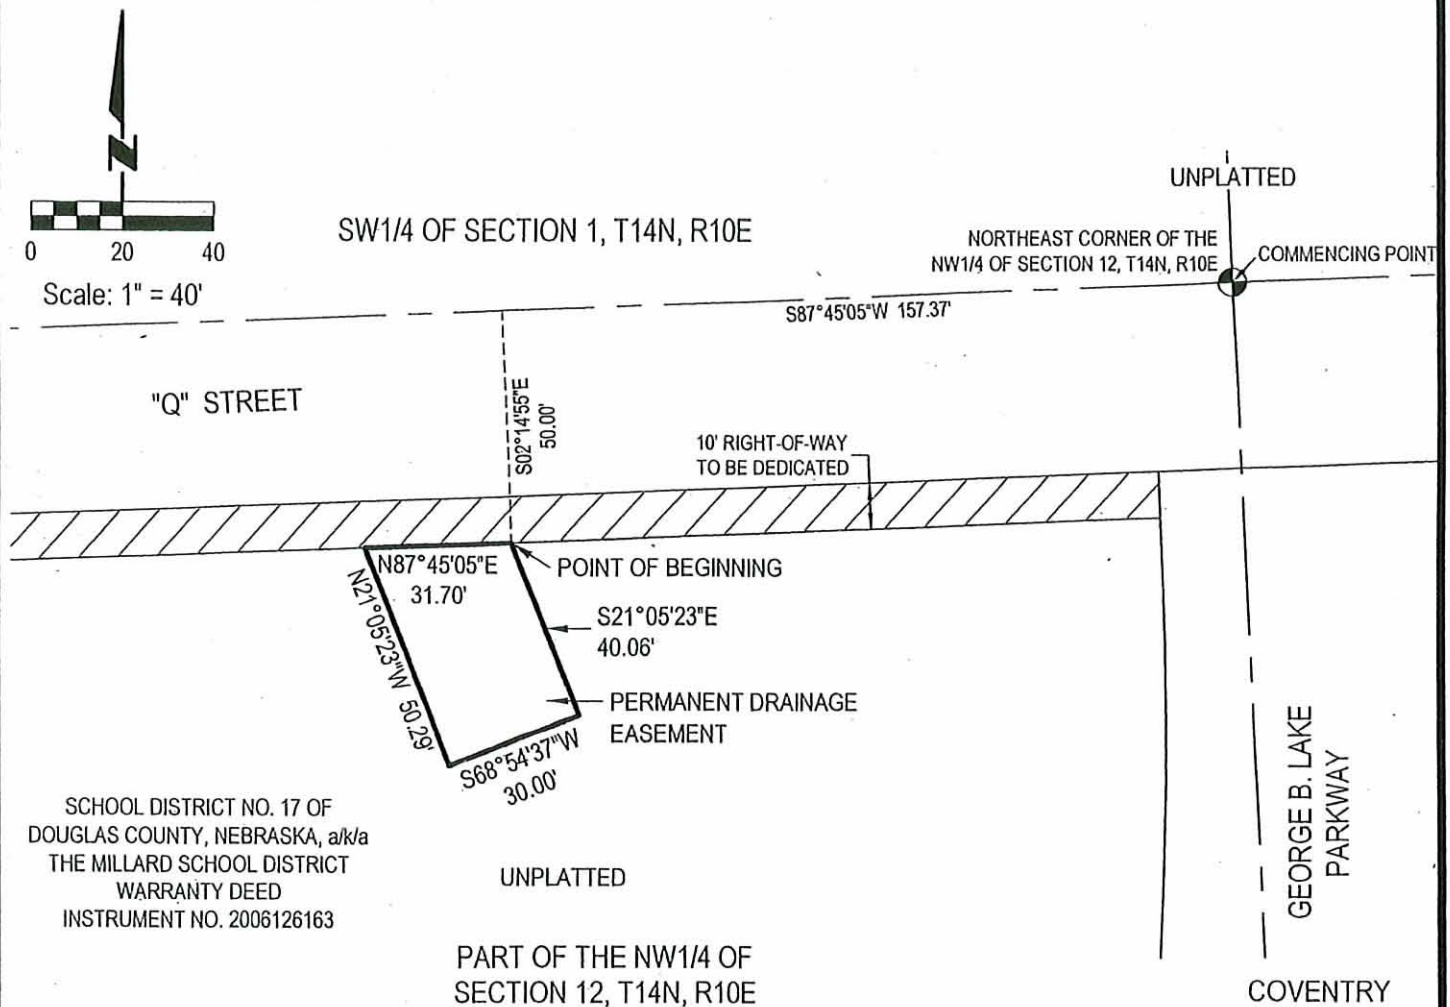 N
0 20 40
Scale: 1" = 40'
SW1/4 OF SECTION 1, T14N, R10E
UNPLATTED
NORTHEAST CORNER OF THE
NW1/4 OF SECTION 12, T14N, R10E
COMMENCING POINT
S87°45'05"W 157.37'
"Q" STREET
S02°14'55"E
50.00'
10' RIGHT-OF-WAY
TO BE DEDICATED
N87°45'05"E
31.70'
POINT OF BEGINNING
N21°05'23"W 50.29'
S21°05'23"E
40.06'
PERMANENT DRAINAGE
EASEMENT
S68°54'37"W
30.00'
SCHOOL DISTRICT NO. 17 OF
DOUGLAS COUNTY, NEBRASKA, a/k/a
THE MILLARD SCHOOL DISTRICT
WARRANTY DEED
INSTRUMENT NO. 2006126163
UNPLATTED
GEORGE B. LAKE
PARKWAY
PART OF THE NW1/4 OF
SECTION 12, T14N, R10E
COVENTRY